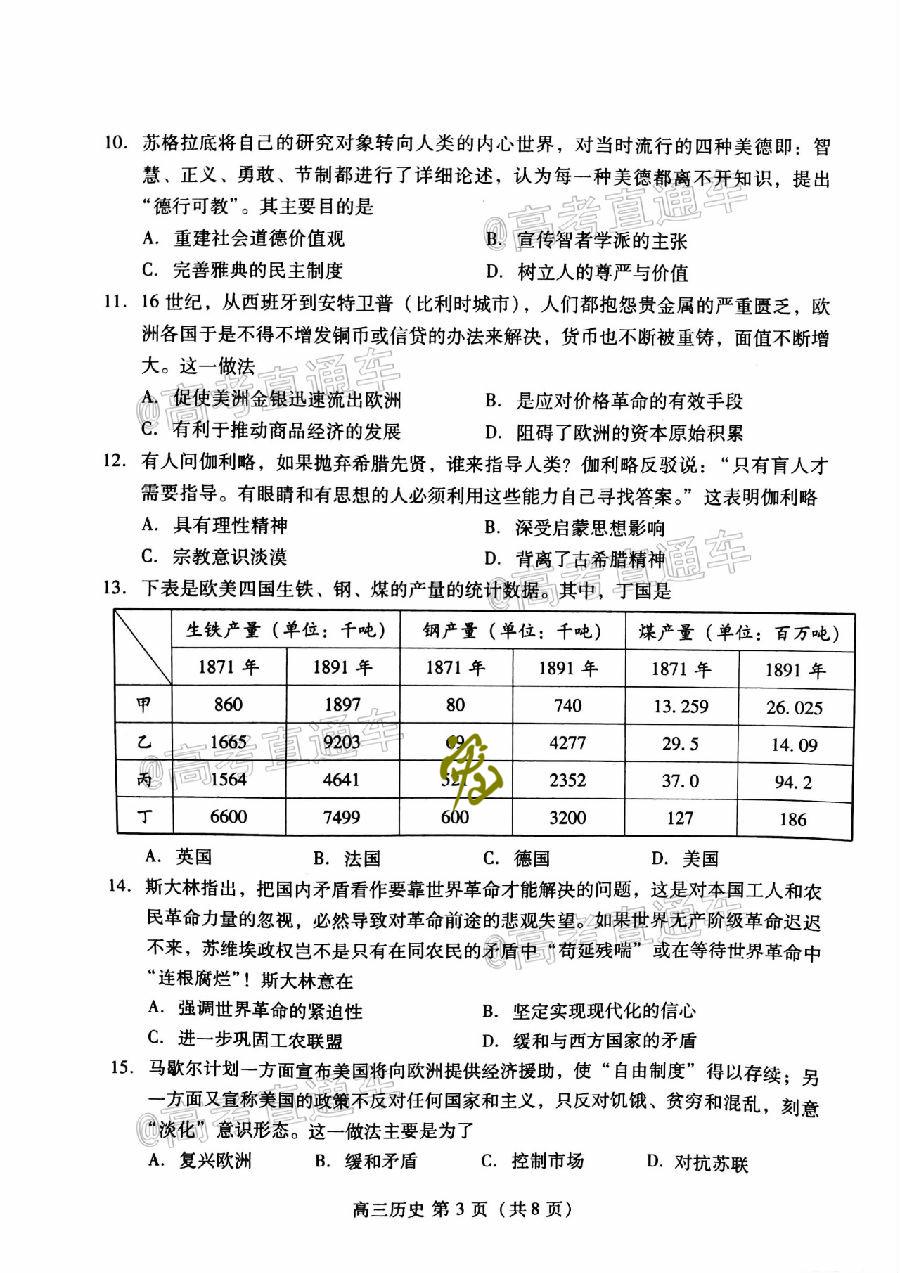 10. 苏格拉底将自己的研究对象转向人类的内心世界，对当时流行的四种美德即：智
慧、正义、勇敢、节制都进行了详细论述，认为每一种美德都离不开知识，提出
“德行可教”。其主要目的是
@高考直通车
A. 重建社会道德价值观 B. 宣传智者学派的主张
C. 完善雅典的民主制度 D. 树立人的尊严与价值
11. 16 世纪，从西班牙到安特卫普（比利时城市），人们都抱怨贵金属的严重匮乏，欧
洲各国于是不得不增发铜币或信贷的办法来解决，货币也不断被重铸，面值不断增
大。这一做法
@高考直通车
A. 促使美洲金银迅速流出欧洲 B. 是应对价格革命的有效手段
C. 有利于推动商品经济的发展 D. 阻碍了欧洲的资本原始积累
12. 有人问伽利略，如果抛弃希腊先贤，谁来指导人类？伽利略反驳说：“只有盲人才
需要指导。有眼睛和有思想的人必须利用这些能力自己寻找答案。”这表明伽利略
A. 具有理性精神 B. 深受启蒙思想影响
C. 宗教意识淡漠 D. 背离了古希腊精神
@高考直通车
13. 下表是欧美四国生铁、钢、煤的产量的统计数据。其中，丁国是
生铁产量（单位：千吨） 钢产量（单位：千吨） 煤产量（单位：百万吨）
1871 年 1891 年 1871 年 1891 年 1871 年 1891 年
甲 860 1897 80 740 13.259 26.025
乙 1665 9203 69 4277 29.5 14.09
@高考直通车
丙 1564 4641 4641 2352 37.0 94.2
丁 6600 7499 600 3200 127 186
A. 英国 B. 法国 C. 德国 D. 美国
14. 斯大林指出，把国内矛盾看作要靠世界革命才能解决的问题，这是对本国工人和农
民革命力量的忽视，必然导致对革命前途的悲观失望。如果世界无产阶级革命迟迟
不来，苏维埃政权岂不是只有在同农民的矛盾中“苟延残喘”或在等待世界革命中
@高考直通车
“连根腐烂”！斯大林意在
A. 强调世界革命的紧迫性 B. 坚定实现现代化的信心
C. 进一步巩固工农联盟 D. 缓和与西方国家的矛盾
15. 马歇尔计划一方面宣布美国将向欧洲提供经济援助，使“自由制度”得以存续；另
一方面又宣称美国的政策不反对任何国家和主义，只反对饥饿、贫穷和混乱，刻意
@高考直通车
“淡化”意识形态。这一做法主要是为了
A. 复兴欧洲 B. 缓和矛盾 C. 控制市场 D. 对抗苏联
高三历史 第 3 页（共 8 页）